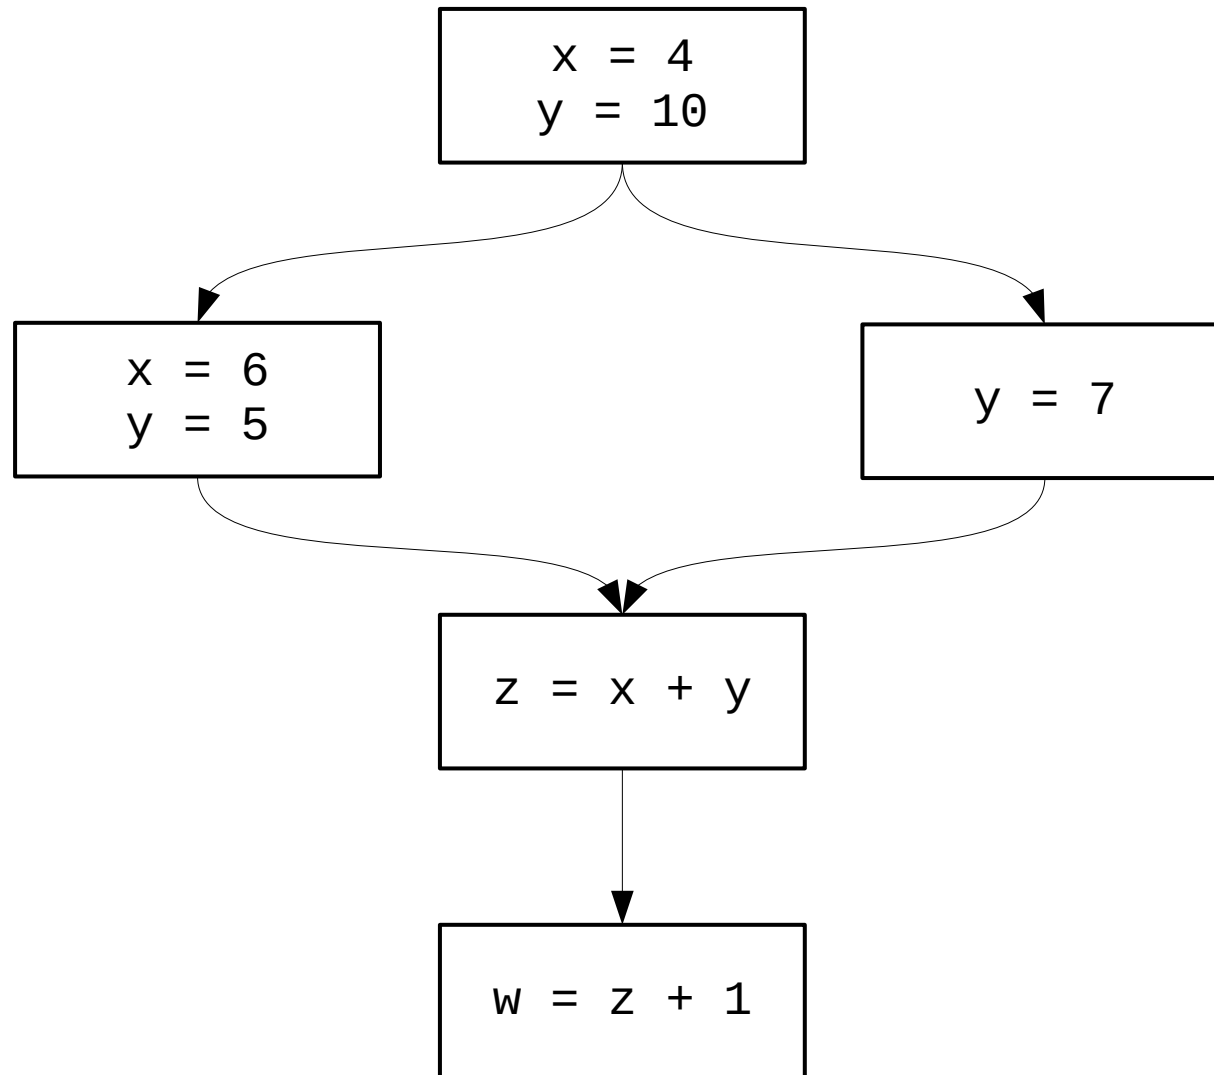 x = 4
y = 10
x = 6
y = 5
y = 7
z = x + y
w = z + 1